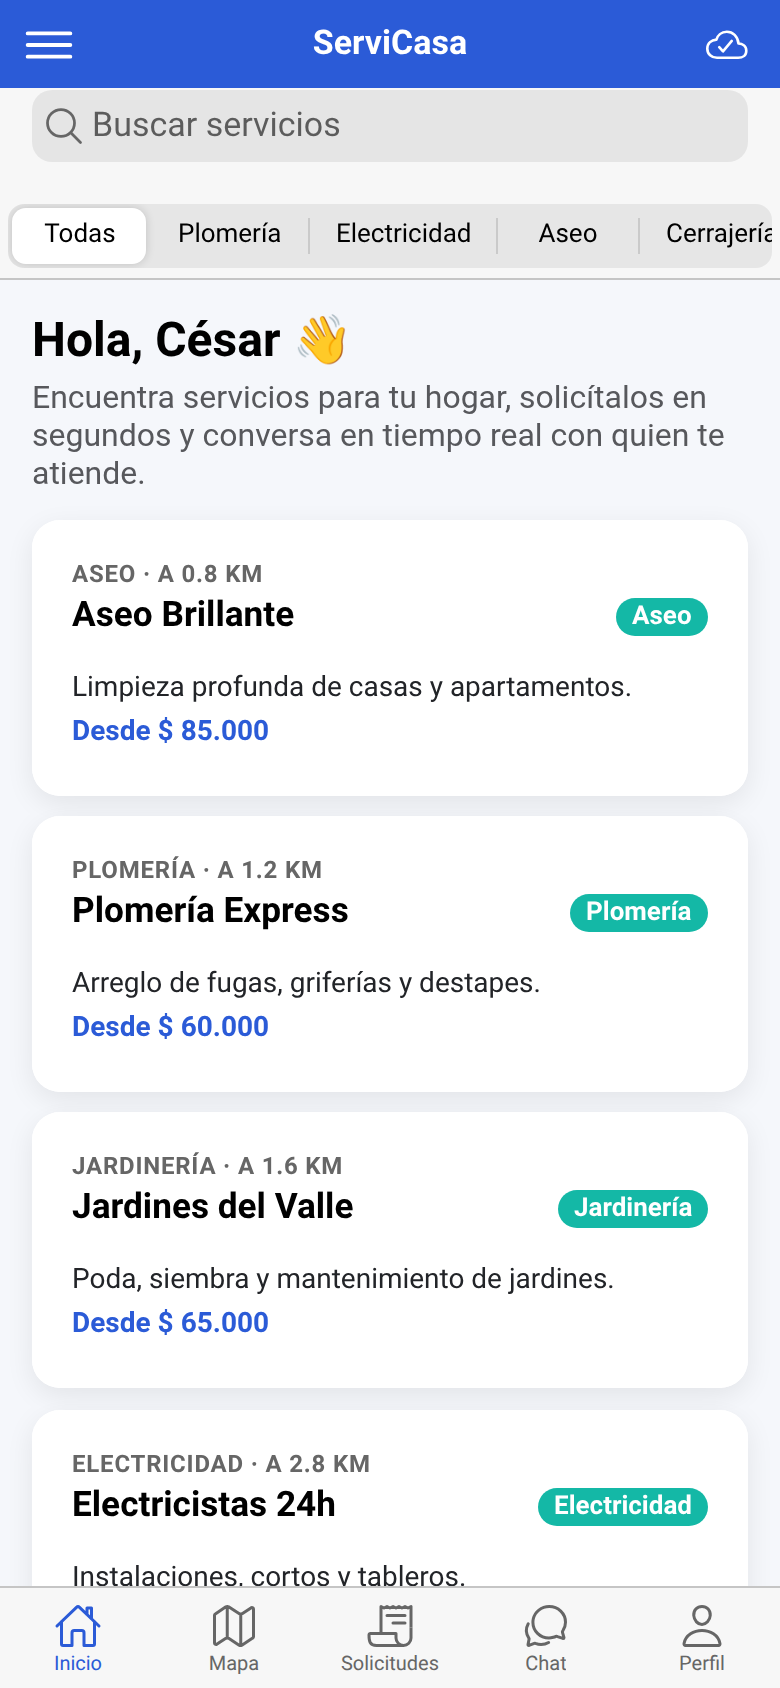 ServiCasa
Buscar servicios
Todas
Plomería
Electricidad
Aseo
Cerrajería
Hola, César 👋
Encuentra servicios para tu hogar, solicítalos en
segundos y conversa en tiempo real con quien te
atiende.
ASEO · A 0.8 KM
Aseo Brillante
Aseo
Limpieza profunda de casas y apartamentos.
Desde $ 85.000
PLOMERÍA · A 1.2 KM
Plomería Express
Plomería
Arreglo de fugas, griferías y destapes.
Desde $ 60.000
JARDINERÍA · A 1.6 KM
Jardines del Valle
Jardinería
Poda, siembra y mantenimiento de jardines.
Desde $ 65.000
ELECTRICIDAD · A 2.8 KM
Electricistas 24h
Electricidad
Instalaciones, cortos y tableros.
Inicio
Mapa
Solicitudes
Chat
Perfil